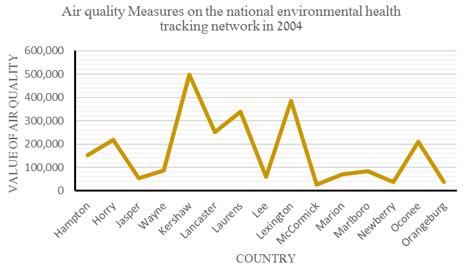 Air quality Measures on the national environmental health
tracking network in 2004
VALUE OF AIR QUALITY
600,000
500,000
400,000
300,000
200,000
100,000
0
Hampton
Horry
Jasper
Wayne
Kershaw
Lancaster
Laurens
Lee
Lexington
McCormick
Marion
Marlboro
Newberry
Oconee
Orangeburg
COUNTRY